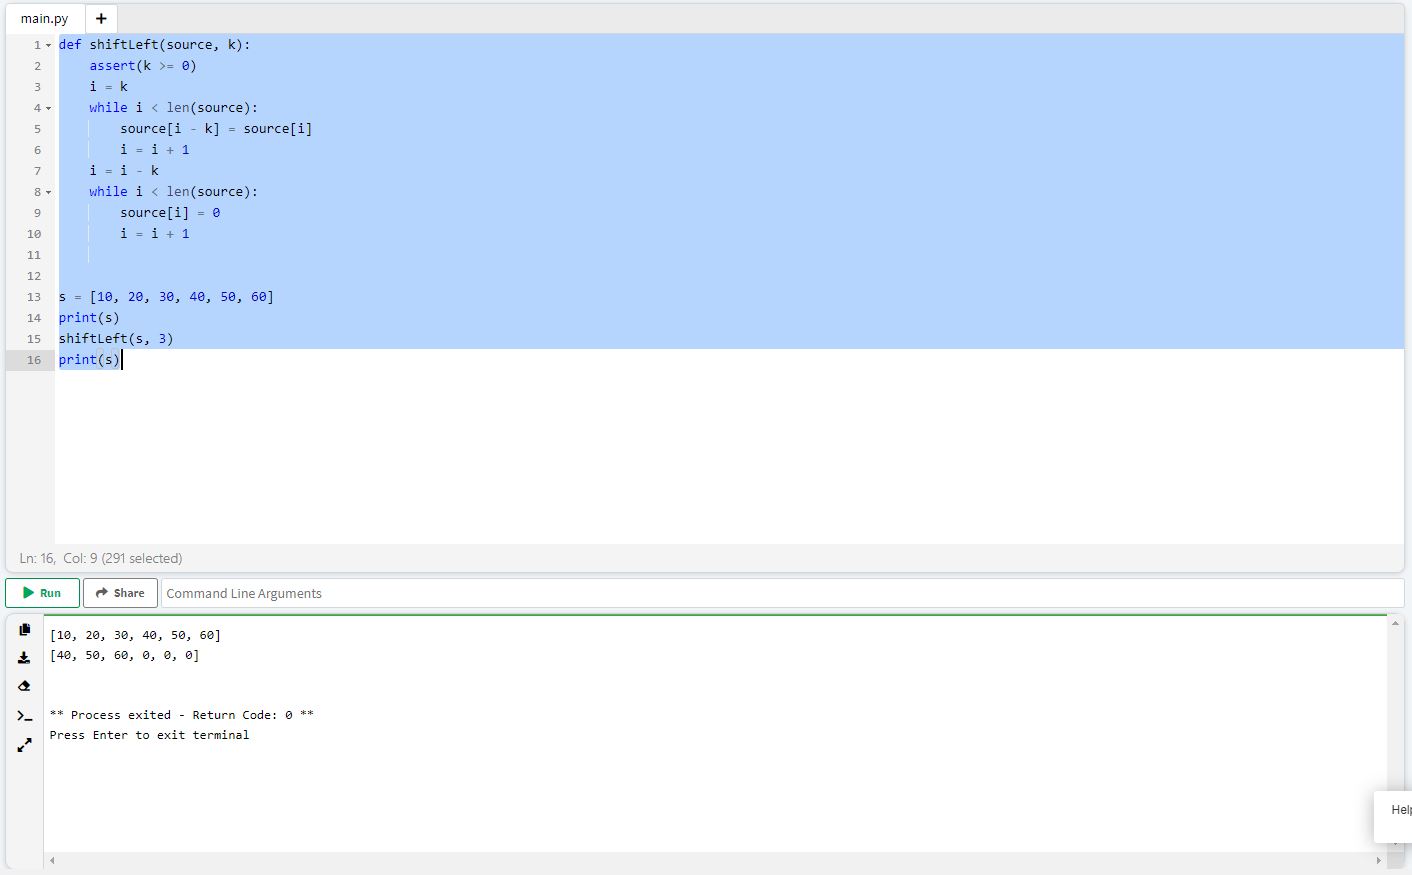 main.py +
1 def shiftLeft(source, k):
2     assert(k >= 0)
3     i = k
4     while i < len(source):
5         source[i - k] = source[i]
6         i = i + 1
7     i = i - k
8     while i < len(source):
9         source[i] = 0
10         i = i + 1
11
12
13 s = [10, 20, 30, 40, 50, 60]
14 print(s)
15 shiftLeft(s, 3)
16 print(s)
Ln: 16, Col: 9 (291 selected)
Run Share Command Line Arguments
[10, 20, 30, 40, 50, 60]
[40, 50, 60, 0, 0, 0]
** Process exited - Return Code: 0 **
Press Enter to exit terminal
Help